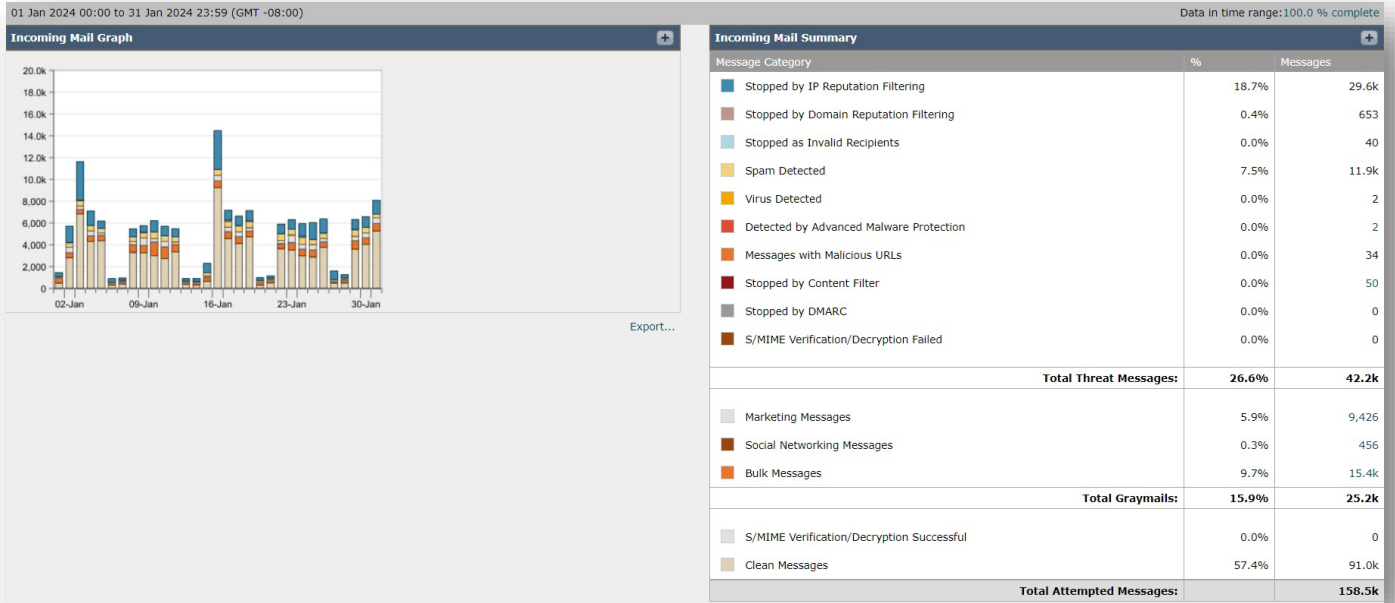 01 Jan 2024 00:00 to 31 Jan 2024 23:59 (GMT -08:00) Data in time range:100.0 % complete
Incoming Mail Graph
20.0k
18.0k
16.0k
14.0k
12.0k
10.0k
8,000
6,000
4,000
2,000
0
02-Jan 09-Jan 16-Jan 23-Jan 30-Jan
Export...
Incoming Mail Summary
Message Category % Messages
Stopped by IP Reputation Filtering 18.7% 29.6k
Stopped by Domain Reputation Filtering 0.4% 653
Stopped as Invalid Recipients 0.0% 40
Spam Detected 7.5% 11.9k
Virus Detected 0.0% 2
Detected by Advanced Malware Protection 0.0% 2
Messages with Malicious URLs 0.0% 34
Stopped by Content Filter 0.0% 50
Stopped by DMARC 0.0% 0
S/MIME Verification/Decryption Failed 0.0% 0
Total Threat Messages: 26.6% 42.2k
Marketing Messages 5.9% 9,426
Social Networking Messages 0.3% 456
Bulk Messages 9.7% 15.4k
Total Graymails: 15.9% 25.2k
S/MIME Verification/Decryption Successful 0.0% 0
Clean Messages 57.4% 91.0k
Total Attempted Messages: 158.5k